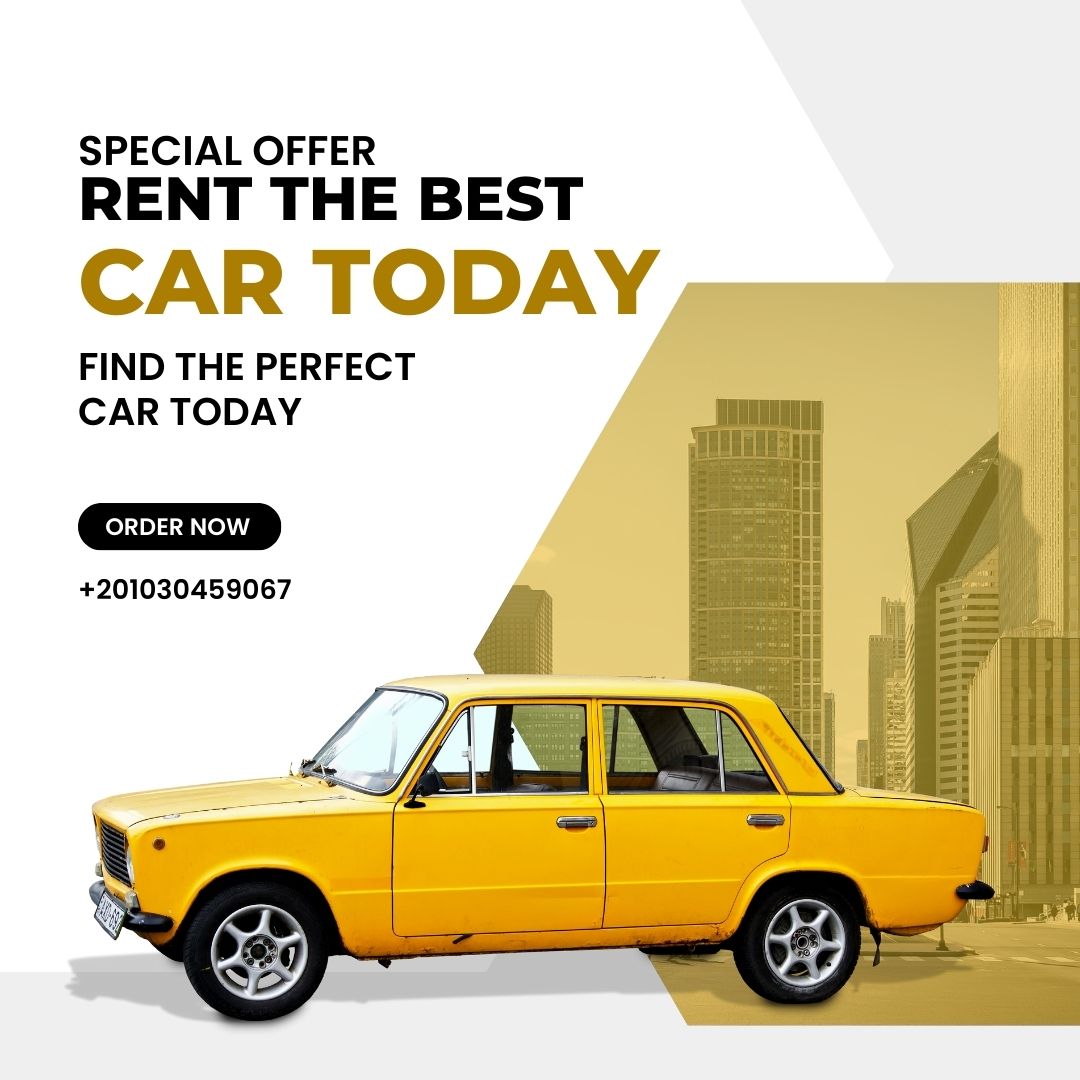 SPECIAL OFFER
RENT THE BEST
CAR TODAY
FIND THE PERFECT
CAR TODAY
ORDER NOW
+201030459067